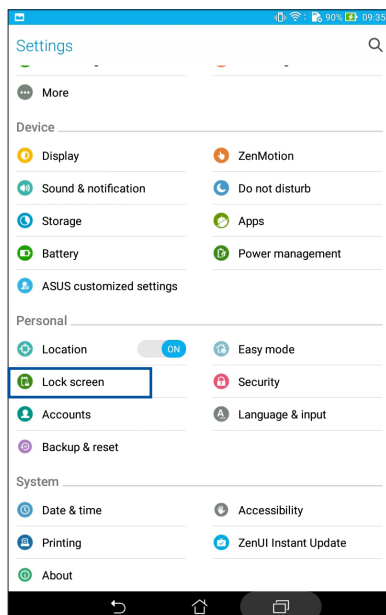 90% 09:35
Settings
More
Device
Display
ZenMotion
Sound & notification
Do not disturb
Storage
Apps
Battery
Power management
ASUS customized settings
Personal
Location ON
Easy mode
Lock screen
Security
Accounts
Language & input
Backup & reset
System
Date & time
Accessibility
Printing
ZenUI Instant Update
About